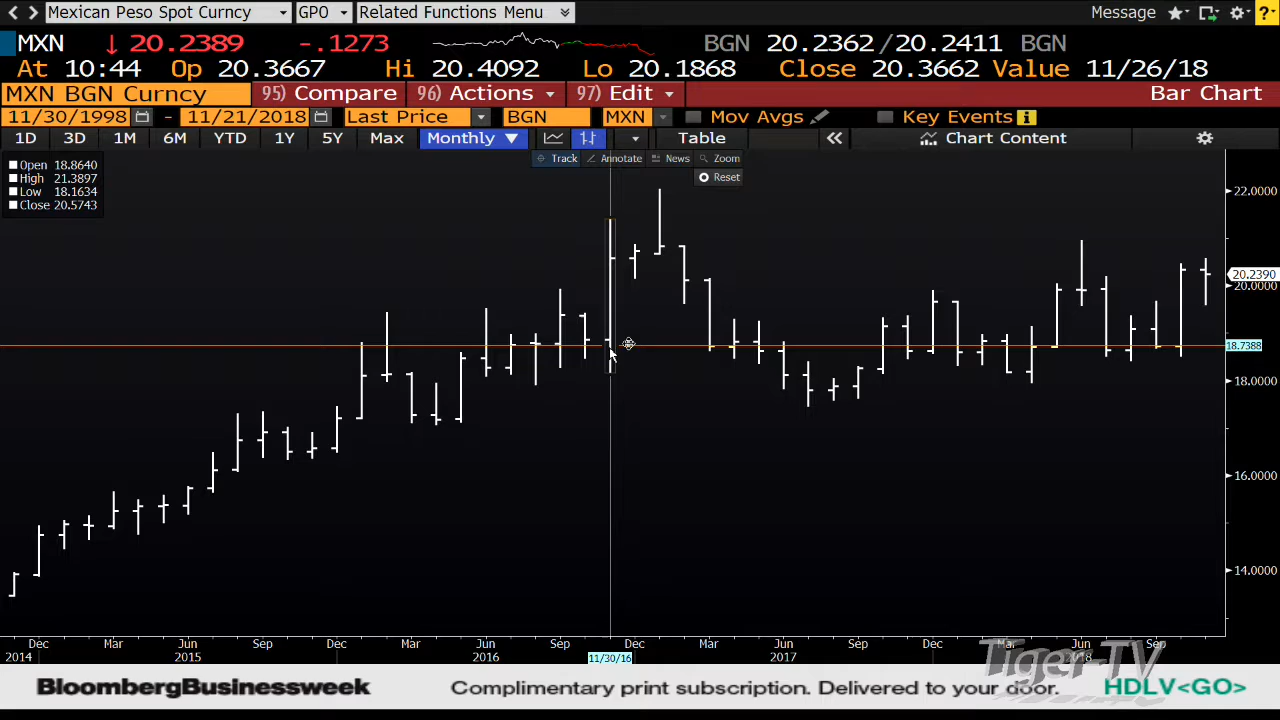 Mexican Peso Spot Curncy GPO Related Functions Menu Message ?
MXN ↓ 20.2389 -.1273 BGN 20.2362/20.2411 BGN
At 10:44 Op 20.3667 Hi 20.4092 Lo 20.1868 Close 20.3662 Value 11/26/18
MXN BGN Curncy 95) Compare 96) Actions 97) Edit Bar Chart
11/30/1998 - 11/21/2018 Last Price BGN MXN Mov Avgs Key Events i
1D 3D 1M 6M YTD 1Y 5Y Max Monthly ▼ Table « Chart Content
Track Annotate News Zoom
Reset
Open 18.8640
High 21.3897
Low 18.1634
Close 20.5743
22.0000
20.2390
20.0000
18.7388
18.0000
16.0000
14.0000
Dec Mar Jun Sep Dec Mar Jun Sep Dec Mar Jun Sep Dec Mar Jun Sep
2014 2015 2016 11/30/16 2017 2018
Tiger-TV
BloombergBusinessweek Complimentary print subscription. Delivered to your door. HDLV<GO>